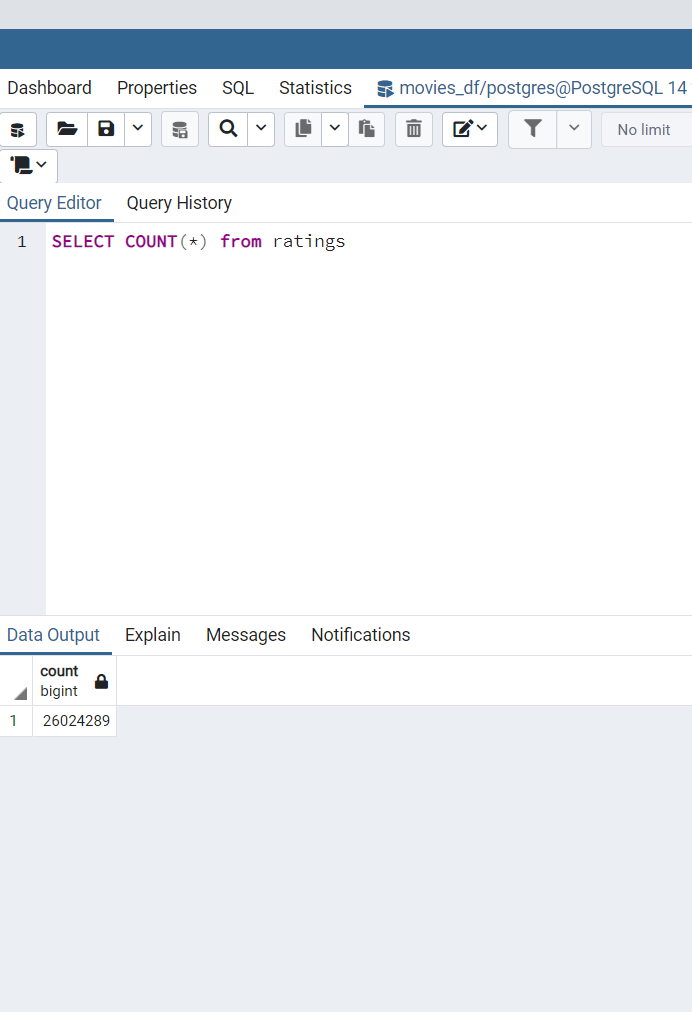 Dashboard Properties SQL Statistics movies_df/postgres@PostgreSQL 14
No limit
Query Editor Query History
1 SELECT COUNT(*) from ratings
Data Output Explain Messages Notifications
count
bigint
1 26024289